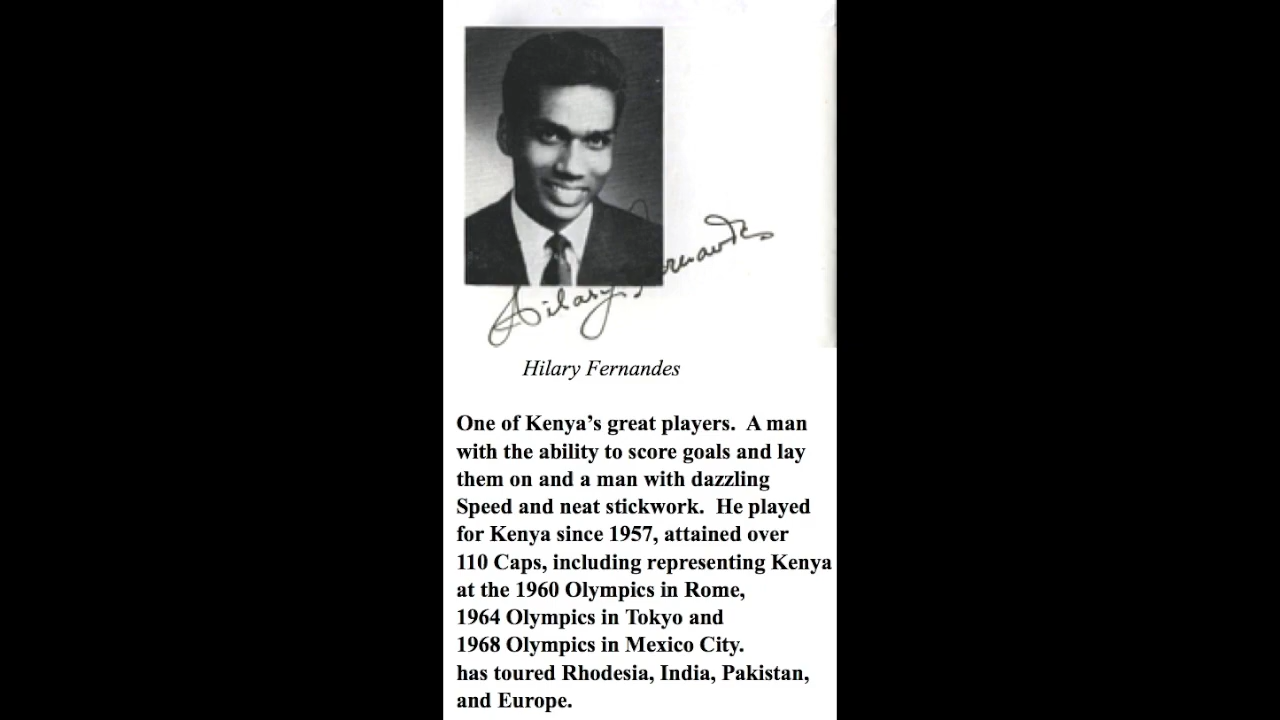 Hilary Fernandes
Hilary Fernandes
One of Kenya's great players.  A man
with the ability to score goals and lay
them on and a man with dazzling
Speed and neat stickwork.  He played
for Kenya since 1957, attained over
110 Caps, including representing Kenya
at the 1960 Olympics in Rome,
1964 Olympics in Tokyo and
1968 Olympics in Mexico City.
has toured Rhodesia, India, Pakistan,
and Europe.